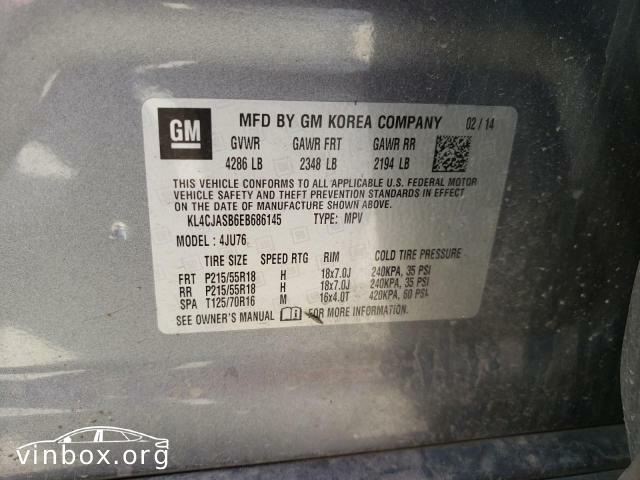 GM
MFD BY GM KOREA COMPANY 02 / 14
GVWR GAWR FRT GAWR RR
4286 LB 2348 LB 2194 LB
THIS VEHICLE CONFORMS TO ALL APPLICABLE U.S. FEDERAL MOTOR
VEHICLE SAFETY AND THEFT PREVENTION STANDARDS IN EFFECT
ON THE DATE OF MANUFACTURE SHOWN ABOVE.
KL4CJASB6EB686145 TYPE: MPV
MODEL : 4JU76
TIRE SIZE SPEED RTG RIM COLD TIRE PRESSURE
FRT P215/55R18 H 18x7.0J 240KPA, 35 PSI
RR P215/55R18 H 18x7.0J 240KPA, 35 PSI
SPA T125/70R16 M 16x4.0T 420KPA, 60 PSI
SEE OWNER'S MANUAL FOR MORE INFORMATION.
vinbox.org